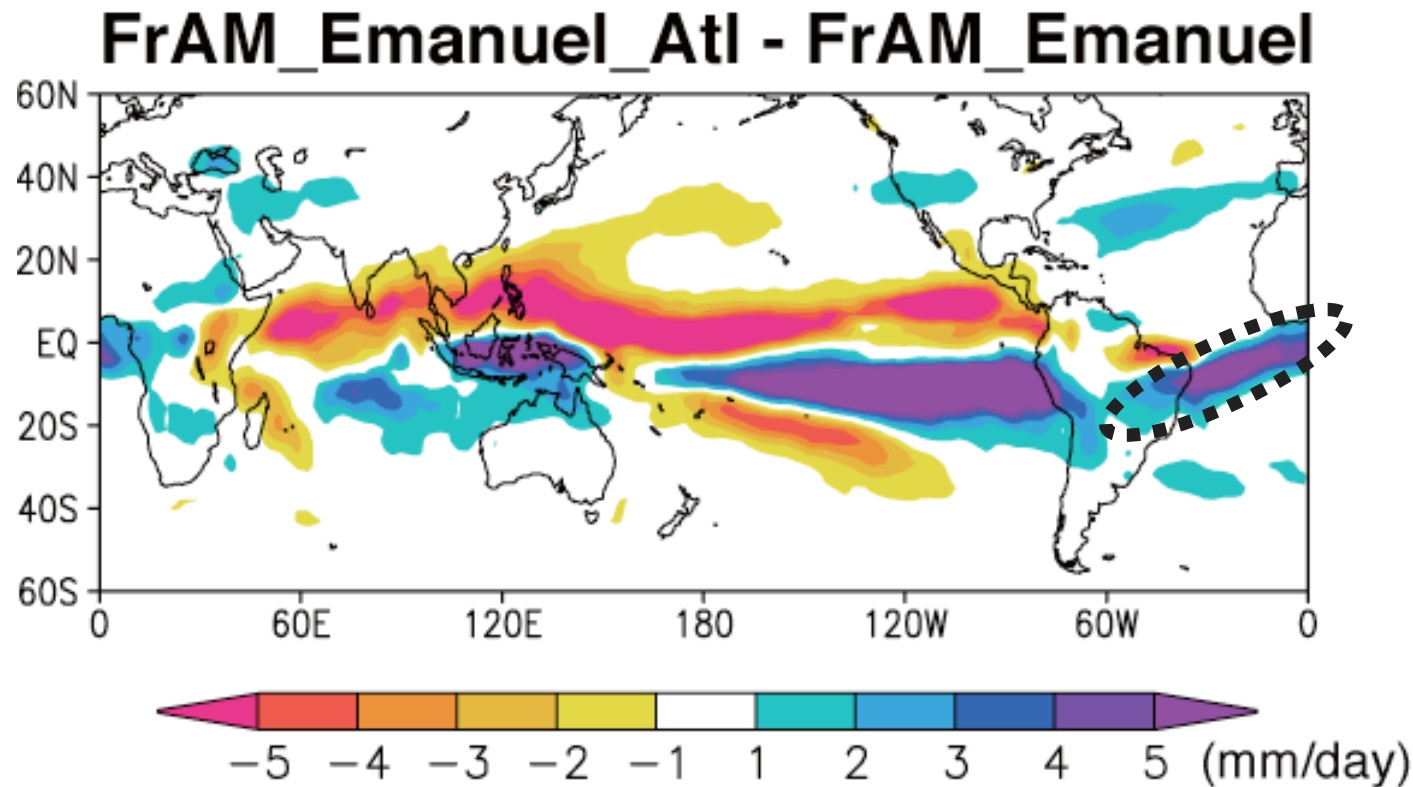 FrAM_Emanuel_Atl - FrAM_Emanuel
60N
40N
20N
EQ
20S
40S
60S
0 60E 120E 180 120W 60W 0
−5 −4 −3 −2 −1 1 2 3 4 5 (mm/day)